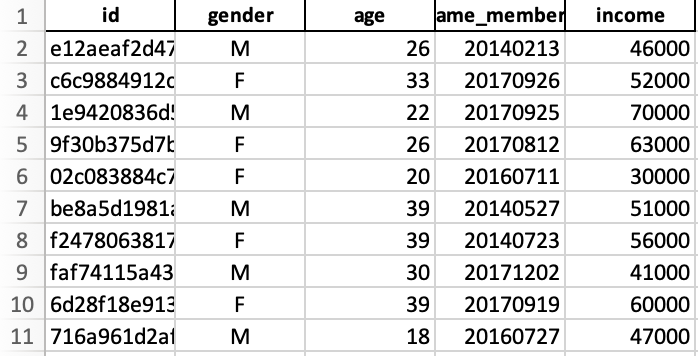 1 id gender age ame_member income
2 e12aeaf2d47 M 26 20140213 46000
3 c6c9884912c F 33 20170926 52000
4 1e9420836d5 M 22 20170925 70000
5 9f30b375d7b F 26 20170812 63000
6 02c083884c7 F 20 20160711 30000
7 be8a5d1981a M 39 20140527 51000
8 f2478063817 F 39 20140723 56000
9 faf74115a43 M 30 20171202 41000
10 6d28f18e913 F 39 20170919 60000
11 716a961d2af M 18 20160727 47000